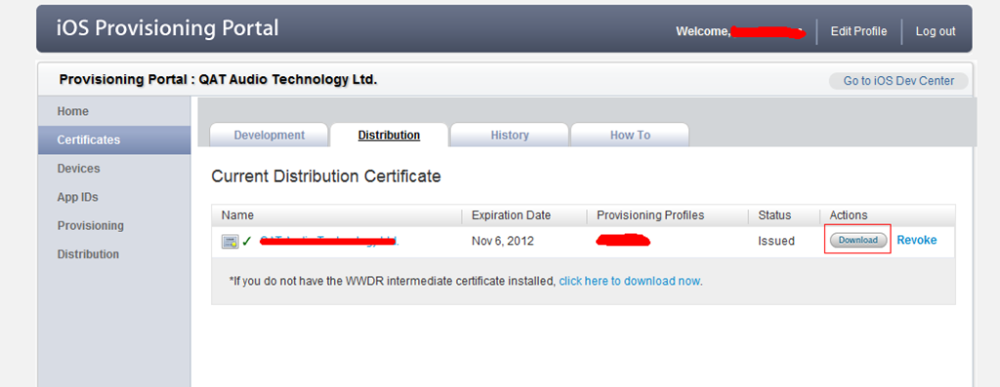 iOS Provisioning Portal
Welcome, Edit Profile Log out
Provisioning Portal : QAT Audio Technology Ltd.
Go to iOS Dev Center
Home
Certificates
Devices
App IDs
Provisioning
Distribution
Development Distribution History How To
Current Distribution Certificate
Name Expiration Date Provisioning Profiles Status Actions
Nov 6, 2012 Issued Download Revoke
*If you do not have the WWDR intermediate certificate installed, click here to download now.